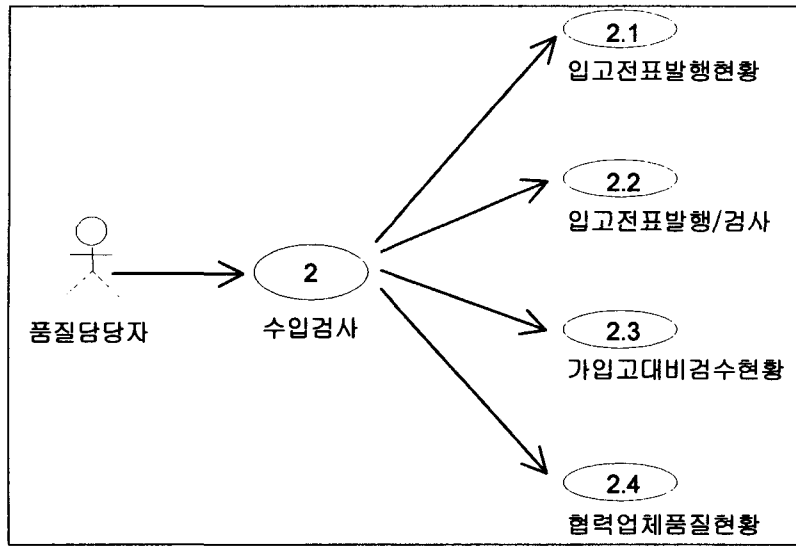 2.1
입고전표발행현황
2.2
입고전표발행/검사
2
품질담당자
수입검사
2.3
가입고대비검수현황
2.4
협력업체품질현황